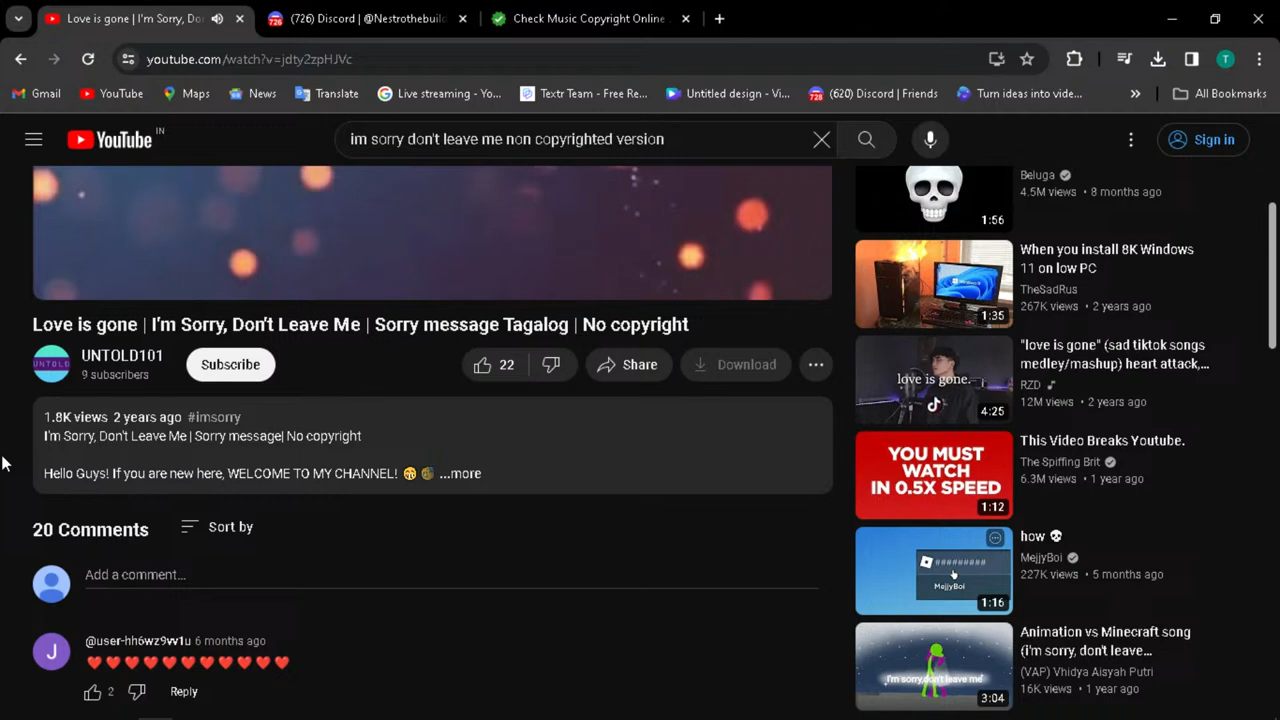 Love is gone | I'm Sorry, Do
(726) Discord | @Nestrothebuild
Check Music Copyright Online
youtube.com/watch?v=jdty2zpHJVc
T
Gmail
YouTube
Maps
News
Translate
Live streaming - Yo...
Textr Team - Free Re...
Untitled design - Vi...
(620) Discord | Friends
Turn ideas into vide...
All Bookmarks
YouTube IN
im sorry don't leave me non copyrighted version
Sign in
Love is gone | I'm Sorry, Don't Leave Me | Sorry message Tagalog | No copyright
UNTOLD
UNTOLD101
9 subscribers
Subscribe
22
Share
Download
1.8K views 2 years ago #imsorry
I'm Sorry, Don't Leave Me | Sorry message| No copyright
Hello Guys! If you are new here, WELCOME TO MY CHANNEL! 😁 ...more
20 Comments
Sort by
Add a comment...
J
@user-hh6wz9vv1u 6 months ago
❤️❤️❤️❤️❤️❤️❤️❤️❤️❤️❤️
2
Reply
1:56
Beluga
4.5M views • 8 months ago
1:35
When you install 8K Windows
11 on low PC
TheSadRus
267K views • 2 years ago
love is gone.
4:25
"love is gone" (sad tiktok songs
medley/mashup) heart attack,...
RZD
12M views • 2 years ago
YOU MUST
WATCH
IN 0.5X SPEED
1:12
This Video Breaks Youtube.
The Spiffing Brit
6.3M views • 1 year ago
#########
MejjyBoi
1:16
how 💀
MejjyBoi
227K views • 5 months ago
I'm sorry,don't leave me
3:04
Animation vs Minecraft song
(i'm sorry, don't leave...
(VAP) Vhidya Aisyah Putri
16K views • 1 year ago